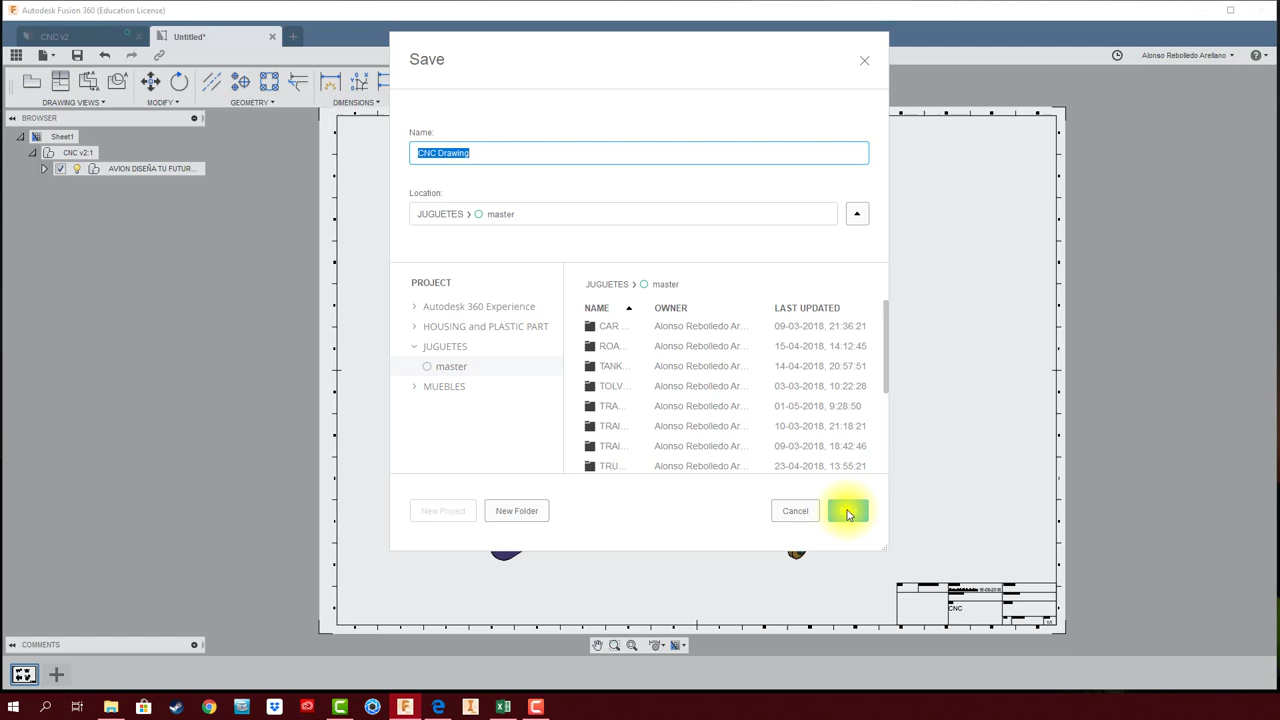 Autodesk Fusion 360 (Education License)
CNC v2
Untitled*
Alonso Rebolledo Arellano
DRAWING VIEWS
MODIFY
GEOMETRY
DIMENSIONS
BROWSER
Sheet1
CNC v2:1
AVION DISEÑA TU FUTUR...
Save
Name:
CNC Drawing
Location:
JUGUETES > master
PROJECT
Autodesk 360 Experience
HOUSING and PLASTIC PART
JUGUETES
master
MUEBLES
JUGUETES > master
NAME OWNER LAST UPDATED
CAR ... Alonso Rebolledo Ar... 09-03-2018, 21:36:21
ROA... Alonso Rebolledo Ar... 15-04-2018, 14:12:45
TANK... Alonso Rebolledo Ar... 14-04-2018, 20:57:51
TOLV... Alonso Rebolledo Ar... 03-03-2018, 10:22:28
TRA... Alonso Rebolledo Ar... 01-05-2018, 9:28:50
TRAI... Alonso Rebolledo Ar... 10-03-2018, 21:18:21
TRAI... Alonso Rebolledo Ar... 09-03-2018, 18:42:46
TRU... Alonso Rebolledo Ar... 23-04-2018, 13:55:21
New Project
New Folder
Cancel
CNC
COMMENTS